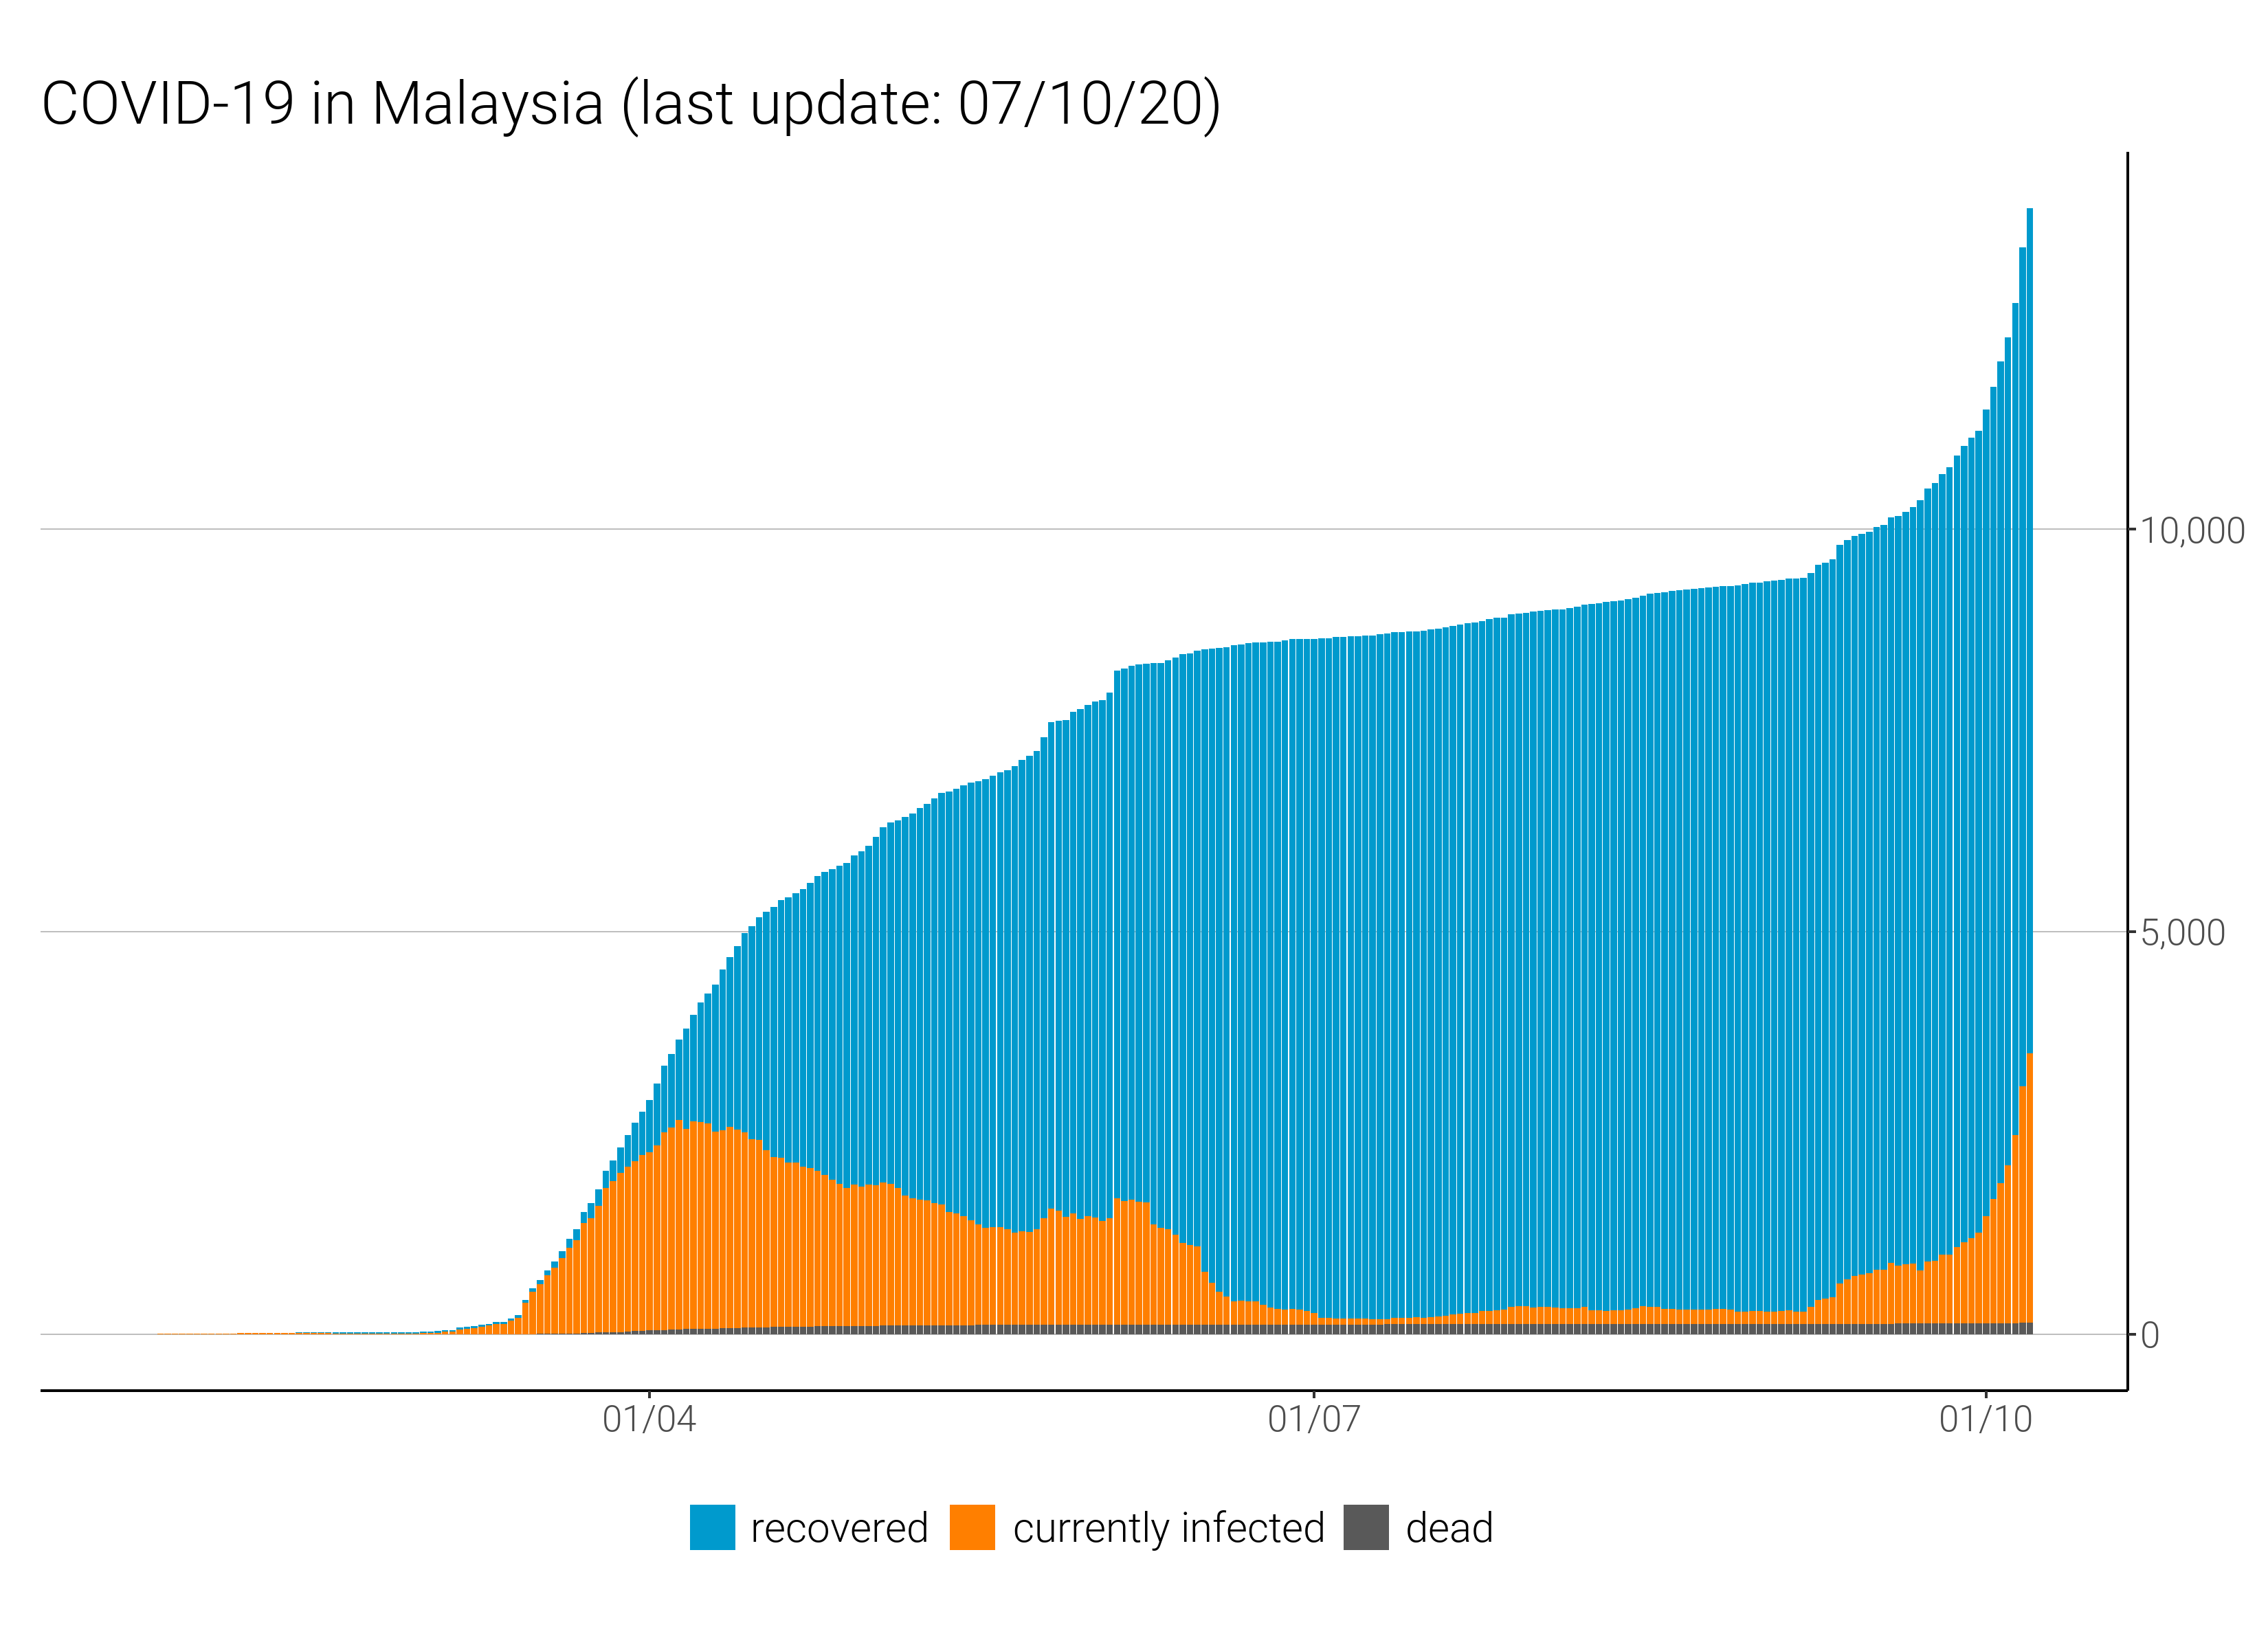 COVID-19 in Malaysia (last update: 07/10/20)
10,000
5,000
0
01/04 01/07 01/10
recovered currently infected dead